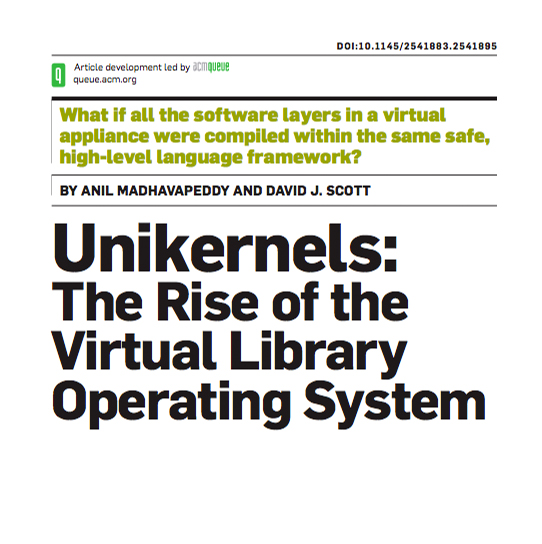 DOI:10.1145/2541883.2541895
q
Article development led by acmqueue
queue.acm.org
What if all the software layers in a virtual
appliance were compiled within the same safe,
high-level language framework?
BY ANIL MADHAVAPEDDY AND DAVID J. SCOTT
Unikernels:
The Rise of the
Virtual Library
Operating System